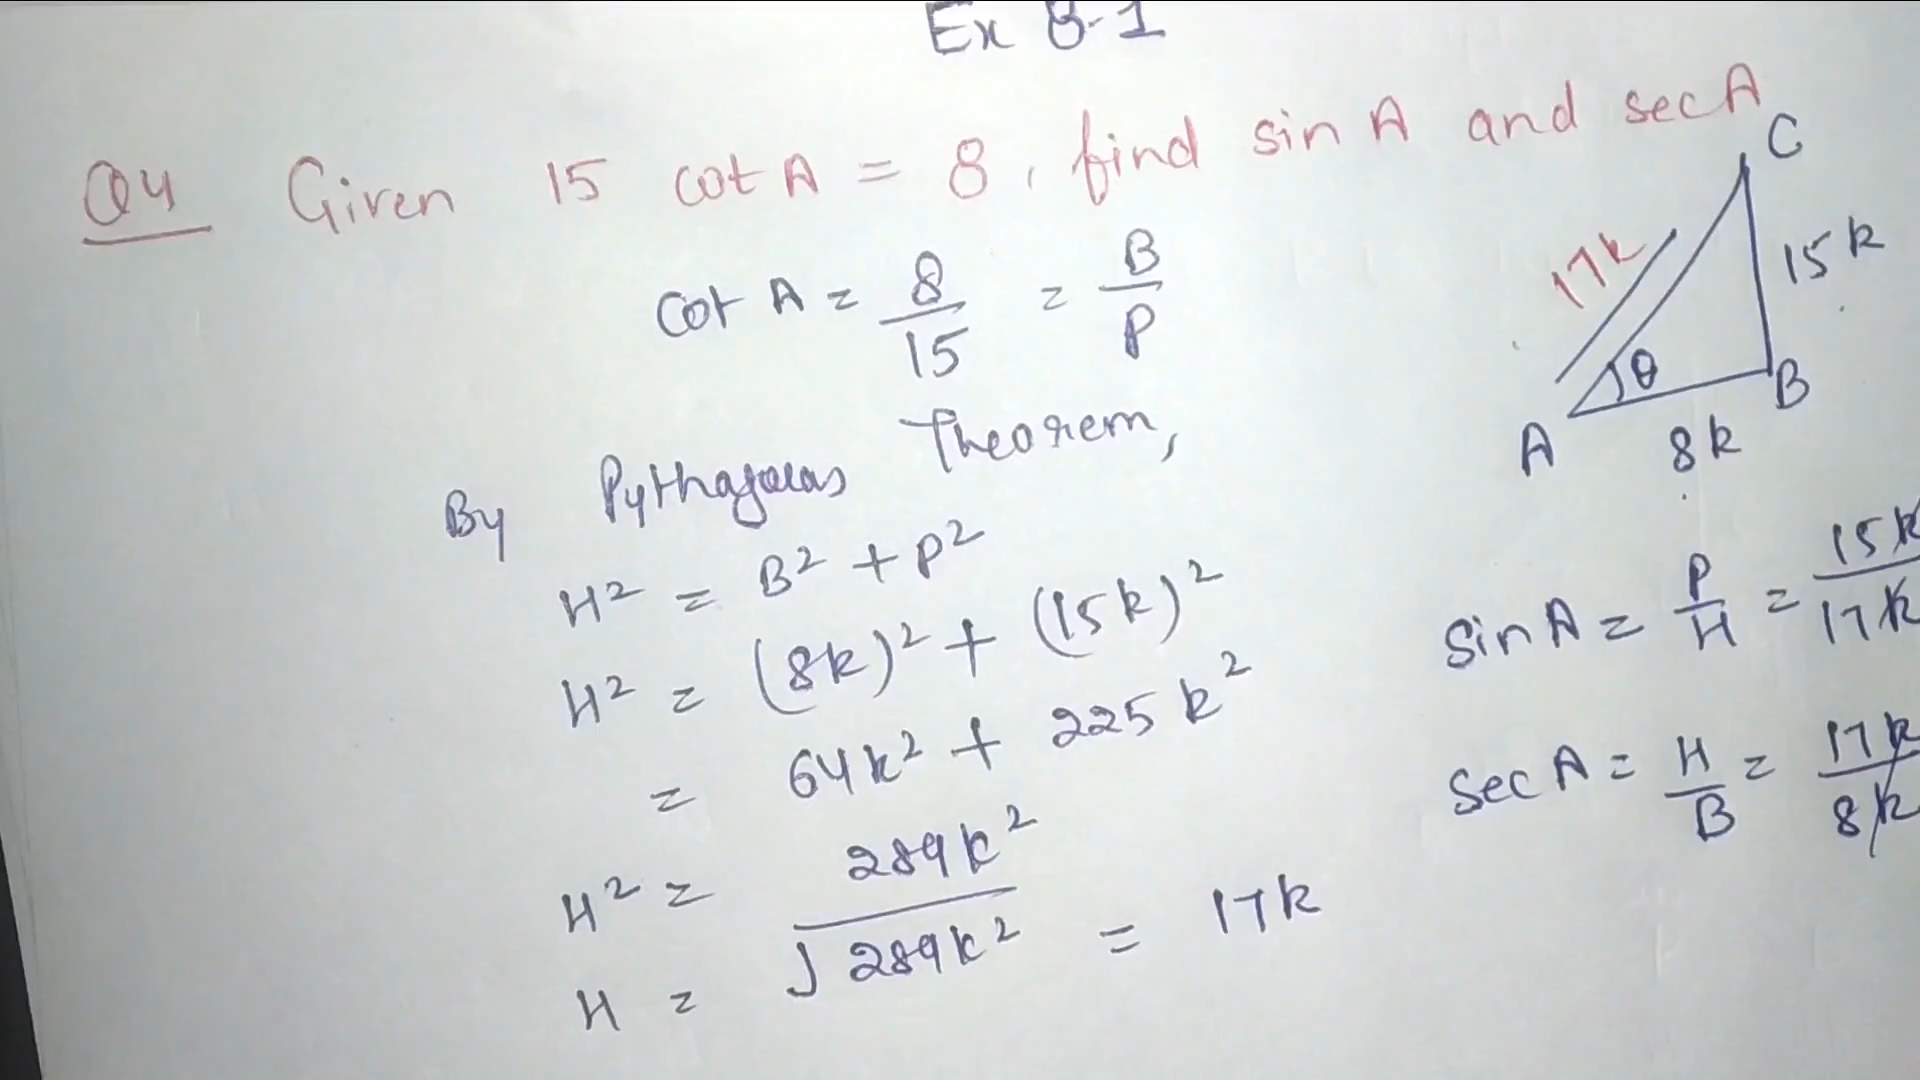 Ex 8.1
Q4 Given 15 cot A = 8, find sin A and sec A
cot A = 8/15 = B/P
By Pythagoras Theorem,
H² = B² + P²
H² = (8k)² + (15k)²
= 64k² + 225k²
H² = 289k²
H = √289k² = 17k
C
17k
15k
θ
A
B
8k
Sin A = P/H = 15k/17k
Sec A = H/B = 17k/8k